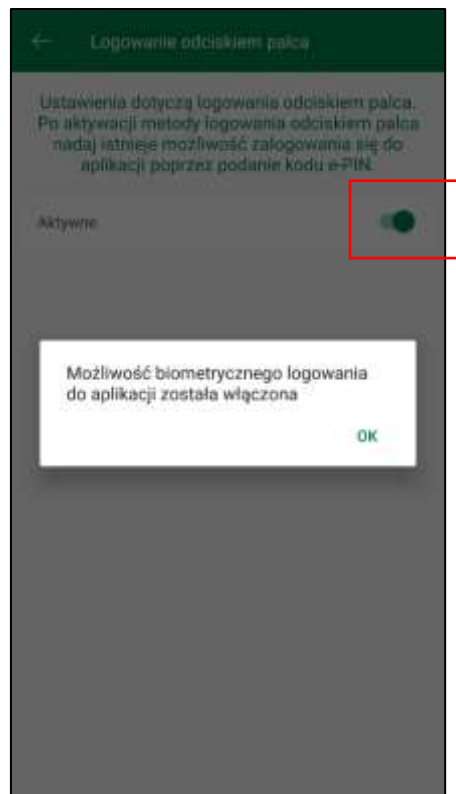 Logowanie odciskiem palca
Ustawienia dotyczą logowania odciskiem palca.
Po aktywacji metody logowania odciskiem palca
nadaj istnieje możliwość zalogowania się do
aplikacji poprzez podanie kodu e-PIN.
Aktywne
Możliwość biometrycznego logowania
do aplikacji została włączona
OK